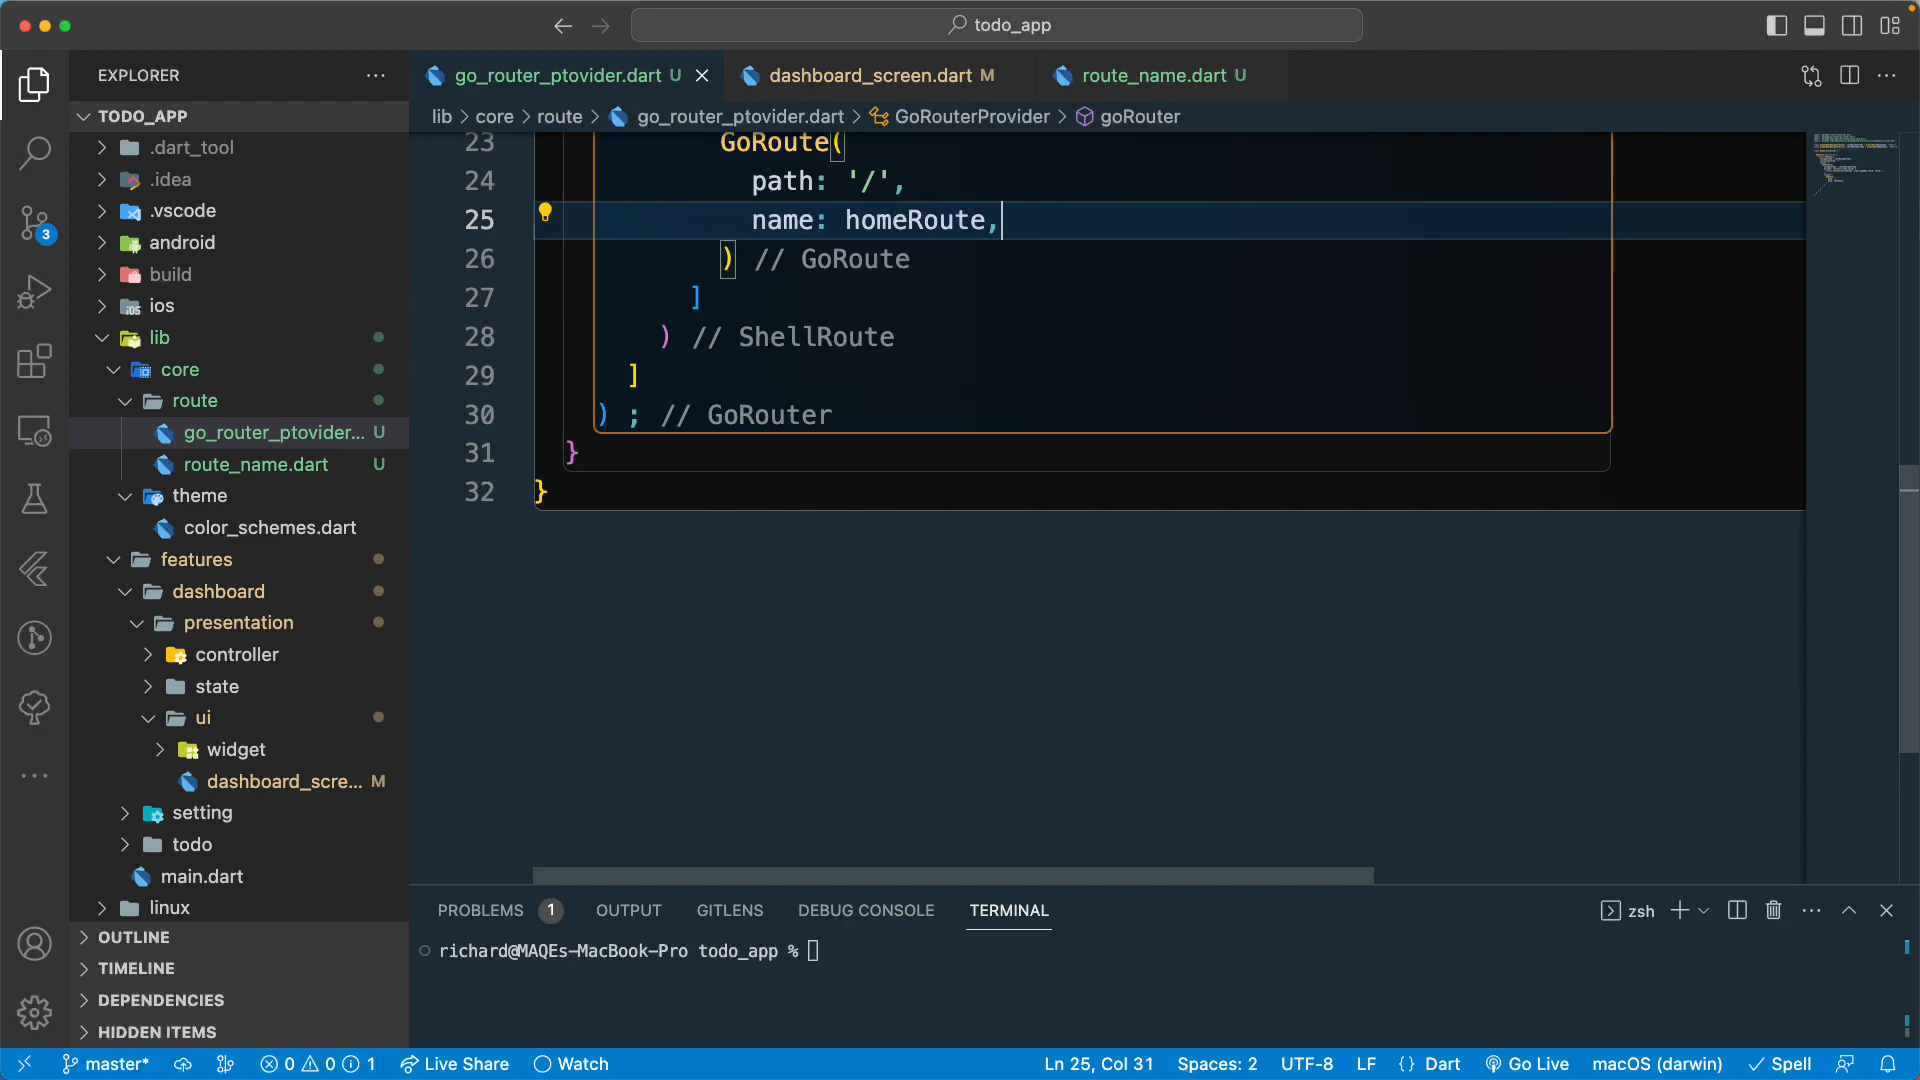 todo_app
EXPLORER
go_router_ptovider.dart U
dashboard_screen.dart M
route_name.dart U
TODO_APP
lib > core > route > go_router_ptovider.dart > GoRouterProvider > goRouter
.dart_tool
.idea
.vscode
android
build
ios
lib
core
route
go_router_ptovider... U
route_name.dart U
theme
color_schemes.dart
features
dashboard
presentation
controller
state
ui
widget
dashboard_scre... M
setting
todo
main.dart
linux
OUTLINE
TIMELINE
DEPENDENCIES
HIDDEN ITEMS
3
23 GoRoute(
24 path: '/',
25 name: homeRoute,
26 ) // GoRoute
27 ]
28 ) // ShellRoute
29 ]
30 ) ; // GoRouter
31 }
32 }
PROBLEMS 1 OUTPUT GITLENS DEBUG CONSOLE TERMINAL
zsh
richard@MAQEs-MacBook-Pro todo_app %
master* 0 0 1 Live Share Watch
Ln 25, Col 31 Spaces: 2 UTF-8 LF {} Dart Go Live macOS (darwin) Spell